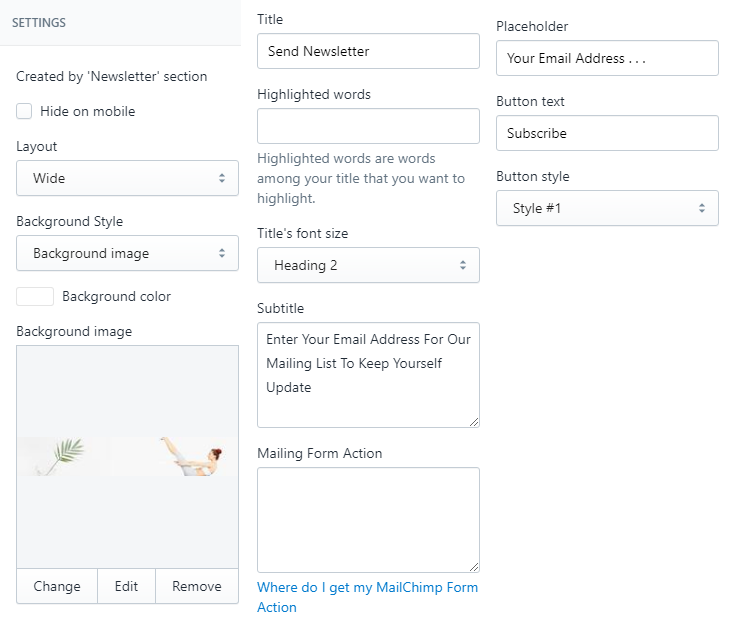 SETTINGS
Created by 'Newsletter' section
Hide on mobile
Layout
Wide
Background Style
Background image
Background color
Background image
Change
Edit
Remove
Title
Send Newsletter
Highlighted words
Highlighted words are words
among your title that you want to
highlight.
Title's font size
Heading 2
Subtitle
Enter Your Email Address For Our
Mailing List To Keep Yourself
Update
Mailing Form Action
Where do I get my MailChimp Form
Action
Placeholder
Your Email Address . . .
Button text
Subscribe
Button style
Style #1